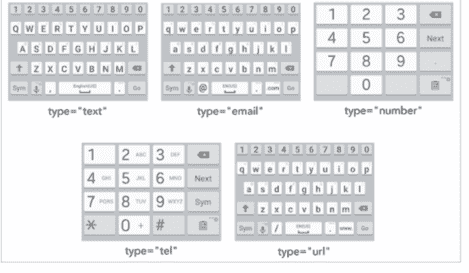 1 2 3 4 5 6 7 8 9 0
Q W E R T Y U I O P
A S D F G H J K L
Z X C V B N M
Sym , English(US) . Go
type="text"
1 2 3 4 5 6 7 8 9 0
q w e r t y u i o p
a s d f g h j k l
z x c v b n m
Sym @ . .com Go
type="email"
1 2 3
4 5 6 Next
7 8 9 .
0
type="number"
1 2 ABC 3 DEF
4 GHI 5 JKL 6 MNO Next
7 PQRS 8 TUV 9 WXYZ Sym
* 0 + #
type="tel"
1 2 3 4 5 6 7 8 9 0
q w e r t y u i o p
a s d f g h j k l
z x c v b n m
Sym / . Go
type="url"